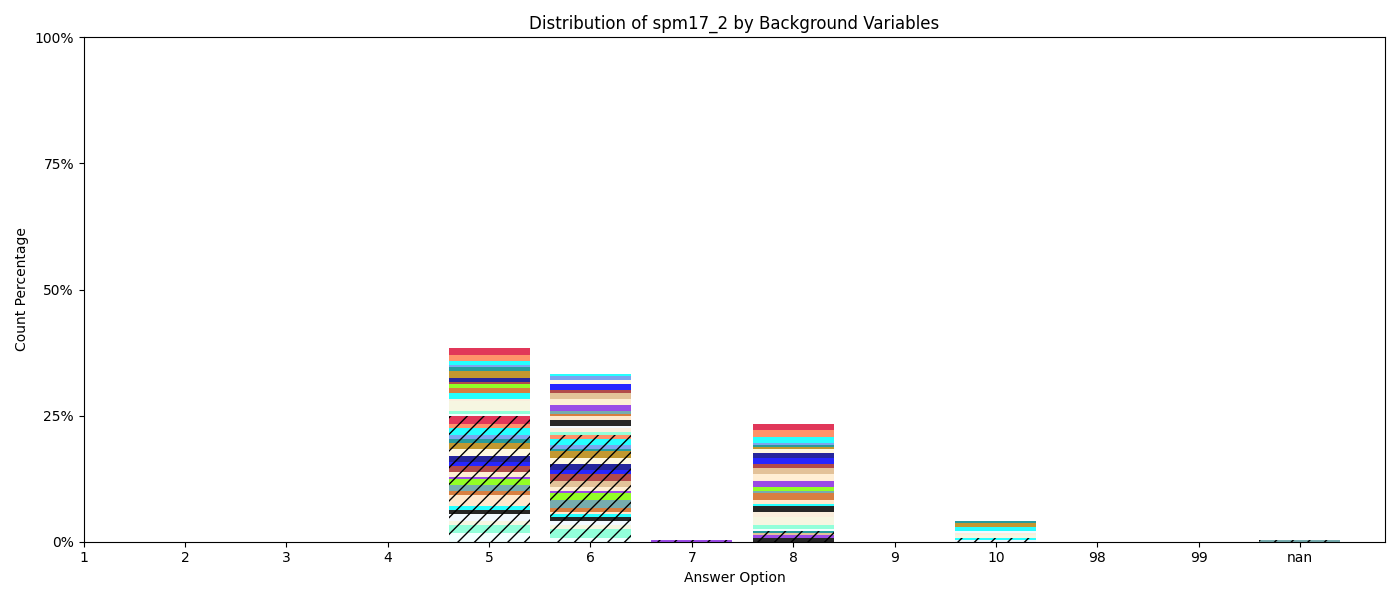 Distribution of spm17_2 by Background Variables
100%
75%
50%
25%
0%
Count Percentage
1 2 3 4 5 6 7 8 9 10 98 99 nan
Answer Option